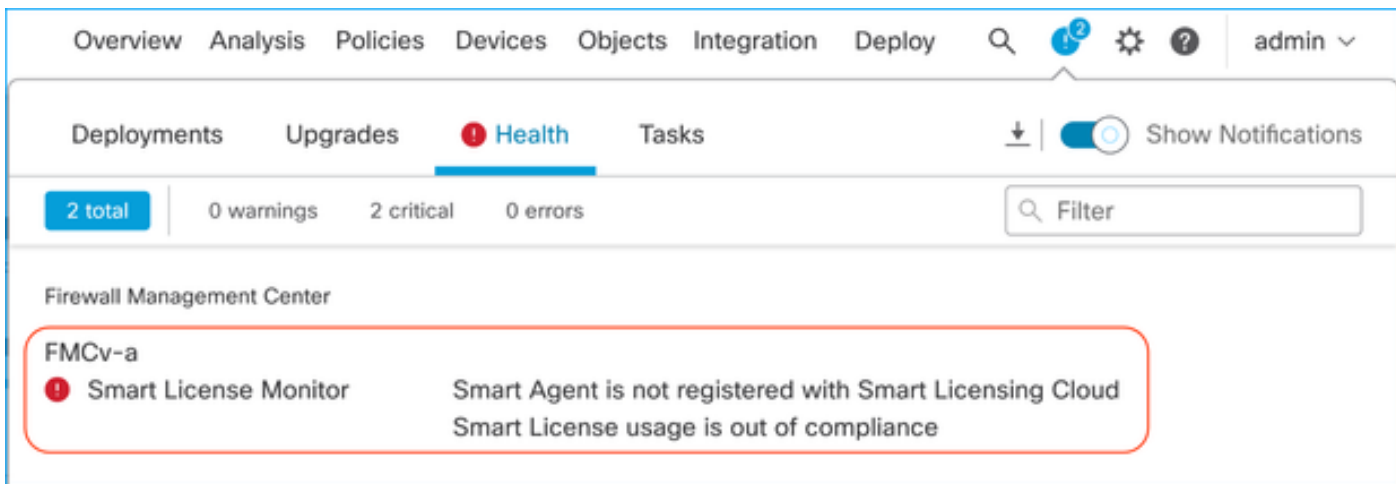 Overview Analysis Policies Devices Objects Integration Deploy 2 admin
Deployments Upgrades Health Tasks Show Notifications
2 total 0 warnings 2 critical 0 errors Filter
Firewall Management Center
FMCv-a
Smart License Monitor Smart Agent is not registered with Smart Licensing Cloud
Smart License usage is out of compliance